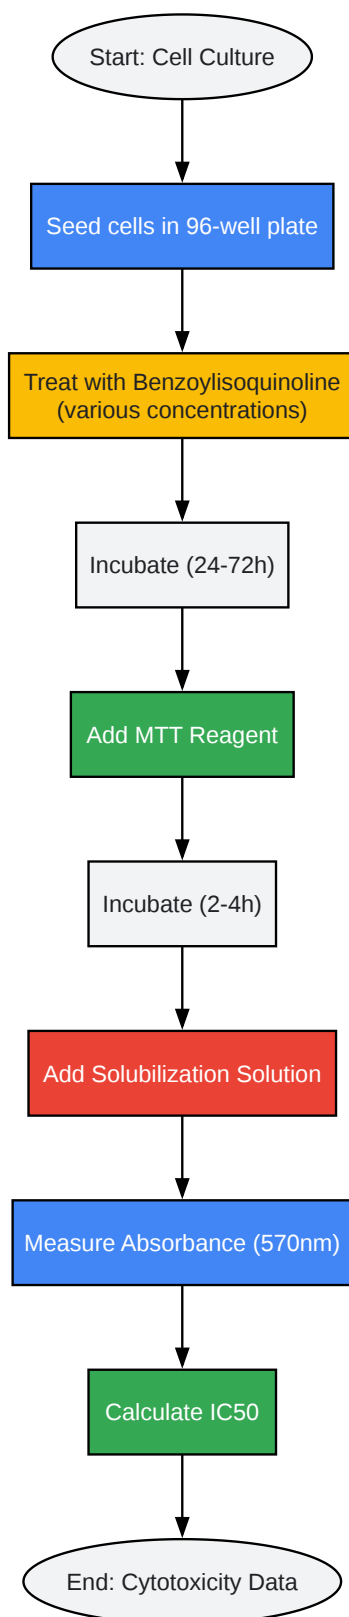 Start: Cell Culture
Seed cells in 96-well plate
Treat with Benzoylisoquinoline
(various concentrations)
Incubate (24-72h)
Add MTT Reagent
Incubate (2-4h)
Add Solubilization Solution
Measure Absorbance (570nm)
Calculate IC50
End: Cytotoxicity Data